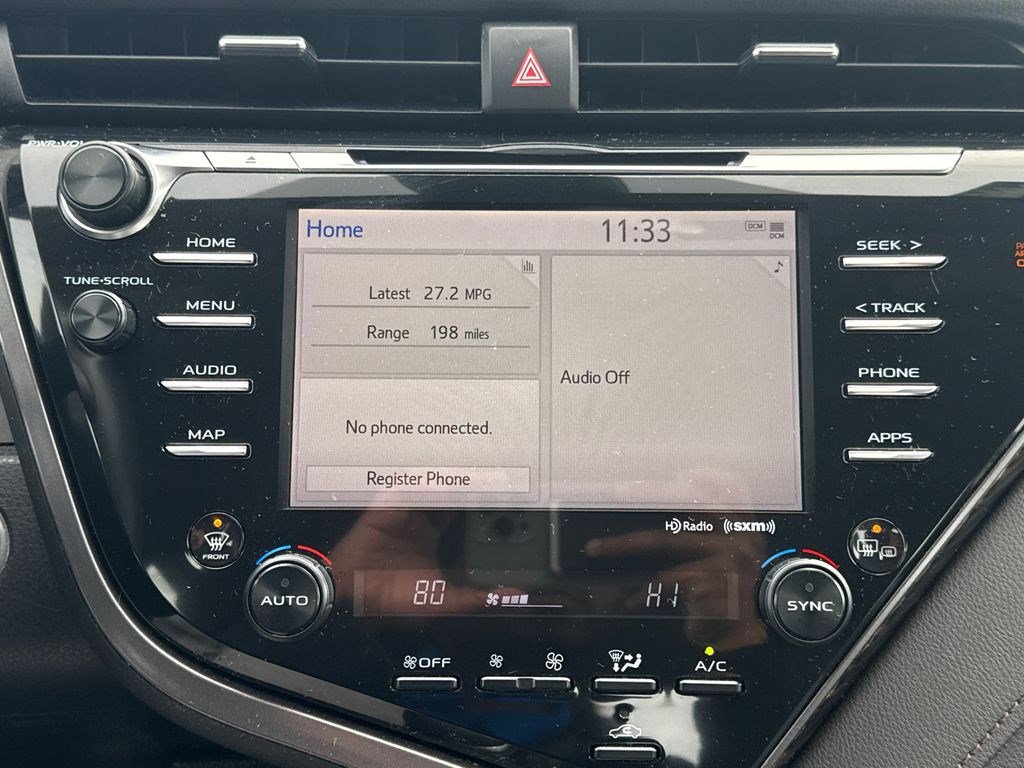 PWR·VOL
HOME
TUNE·SCROLL
MENU
AUDIO
MAP
Home
11:33
DCM
DCM
Latest 27.2 MPG
Range 198 miles
No phone connected.
Register Phone
Audio Off
SEEK >
< TRACK
PHONE
APPS
HD Radio ((sxm))
FRONT
AUTO
80
HI
SYNC
OFF
A/C